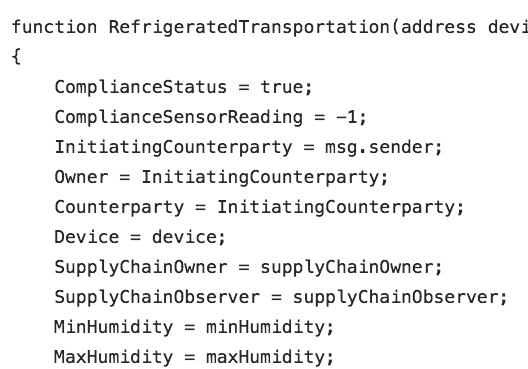 function RefrigeratedTransportation(address devi
{
ComplianceStatus = true;
ComplianceSensorReading = -1;
InitiatingCounterparty = msg.sender;
Owner = InitiatingCounterparty;
Counterparty = InitiatingCounterparty;
Device = device;
SupplyChainOwner = supplyChainOwner;
SupplyChainObserver = supplyChainObserver;
MinHumidity = minHumidity;
MaxHumidity = maxHumidity;